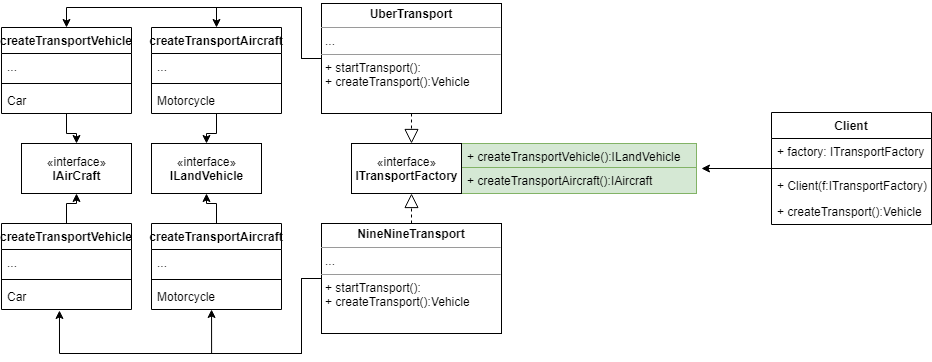 UberTransport
...
+ startTransport():
+ createTransport():Vehicle
createTransportVehicle
...
Car
createTransportAircraft
...
Motorcycle
«interface»
IAirCraft
«interface»
ILandVehicle
«interface»
ITransportFactory
+ createTransportVehicle():ILandVehicle
+ createTransportAircraft():IAircraft
Client
+ factory: ITransportFactory
+ Client(f:ITransportFactory)
+ createTransport():Vehicle
createTransportVehicle
...
Car
createTransportAircraft
...
Motorcycle
NineNineTransport
...
+ startTransport():
+ createTransport():Vehicle